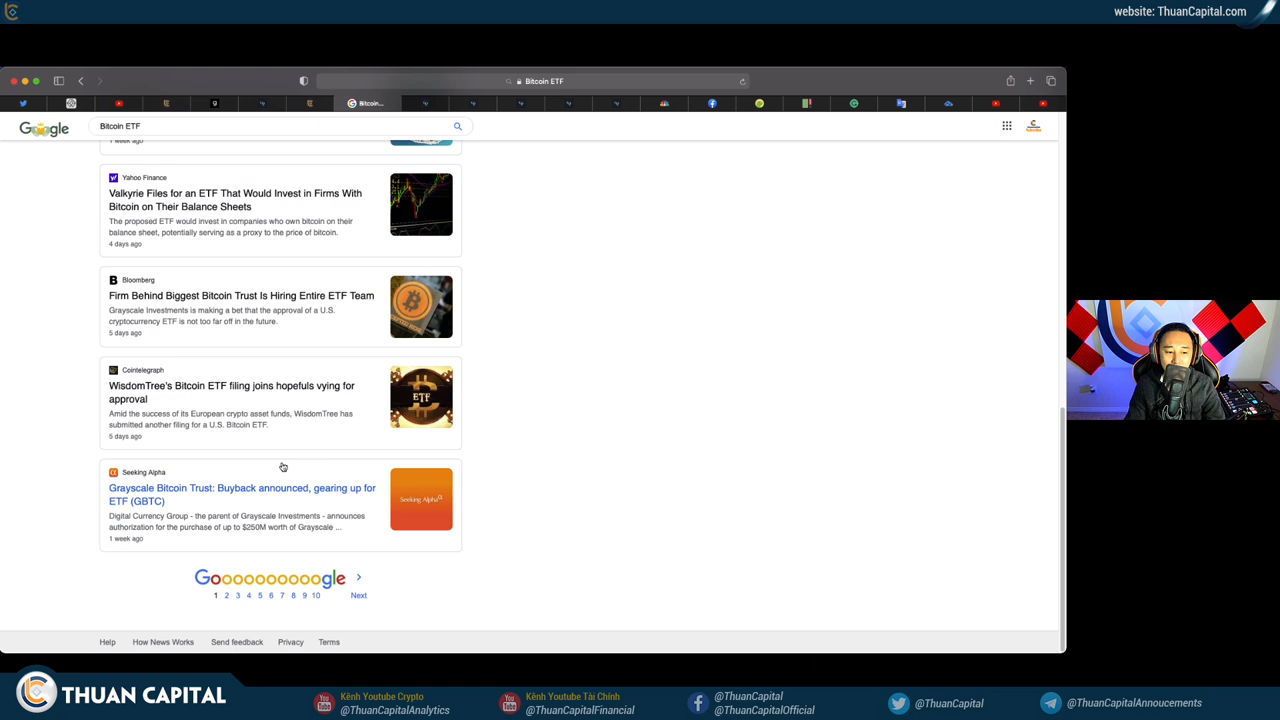 website: ThuanCapital.com
Bitcoin ETF
Bitcoin...
Google
Bitcoin ETF
1 week ago
Yahoo Finance
Valkyrie Files for an ETF That Would Invest in Firms With
Bitcoin on Their Balance Sheets
The proposed ETF would invest in companies who own bitcoin on their
balance sheet, potentially serving as a proxy to the price of bitcoin.
4 days ago
Bloomberg
Firm Behind Biggest Bitcoin Trust Is Hiring Entire ETF Team
Grayscale Investments is making a bet that the approval of a U.S.
cryptocurrency ETF is not too far off in the future.
5 days ago
Cointelegraph
WisdomTree's Bitcoin ETF filing joins hopefuls vying for
approval
Amid the success of its European crypto asset funds, WisdomTree has
submitted another filing for a U.S. Bitcoin ETF.
5 days ago
ETF
Seeking Alpha
Grayscale Bitcoin Trust: Buyback announced, gearing up for
ETF (GBTC)
Digital Currency Group - the parent of Grayscale Investments - announces
authorization for the purchase of up to $250M worth of Grayscale ...
1 week ago
Seeking Alpha
Goooooooooogle
1 2 3 4 5 6 7 8 9 10 Next
Help How News Works Send feedback Privacy Terms
THUAN CAPITAL
You Tube
Kênh Youtube Crypto
@ThuanCapitalAnalytics
You Tube
Kênh Youtube Tài Chính
@ThuanCapitalFinancial
@ThuanCapital
@ThuanCapitalOfficial
@ThuanCapital
@ThuanCapitalAnnoucements